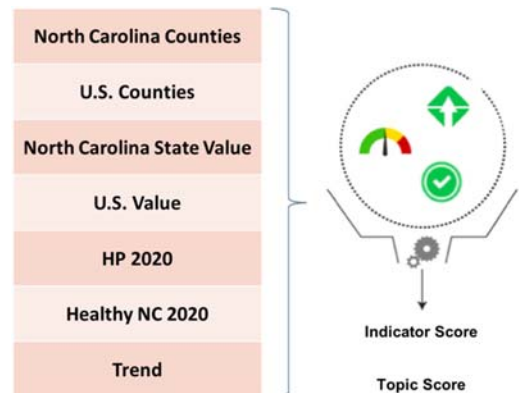 North Carolina Counties
U.S. Counties
North Carolina State Value
U.S. Value
HP 2020
Healthy NC 2020
Trend
Indicator Score
Topic Score